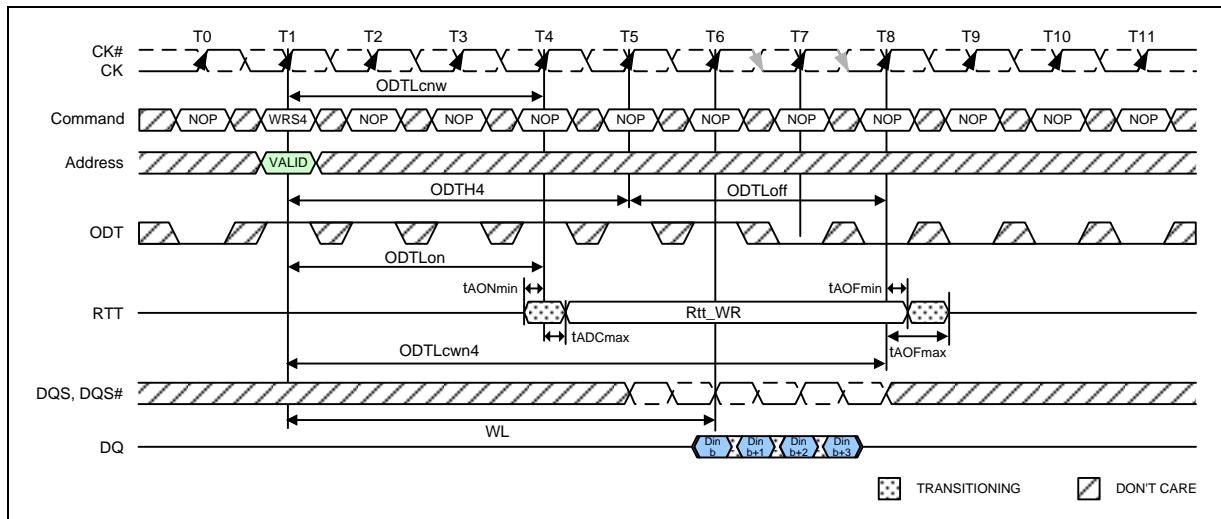 T0 T1 T2 T3 T4 T5 T6 T7 T8 T9 T10 T11
CK#
CK
ODTLcnw
Command NOP WRS4 NOP NOP NOP NOP NOP NOP NOP NOP NOP NOP
Address VALID
ODTH4 ODTLoff
ODT
ODTLon
tAONmin tAOFmin
RTT Rtt_WR
tADCmax tAOFmax
ODTLcwn4
DQS, DQS#
WL
DQ Din b Din b+1 Din b+2 Din b+3
TRANSITIONING DON'T CARE